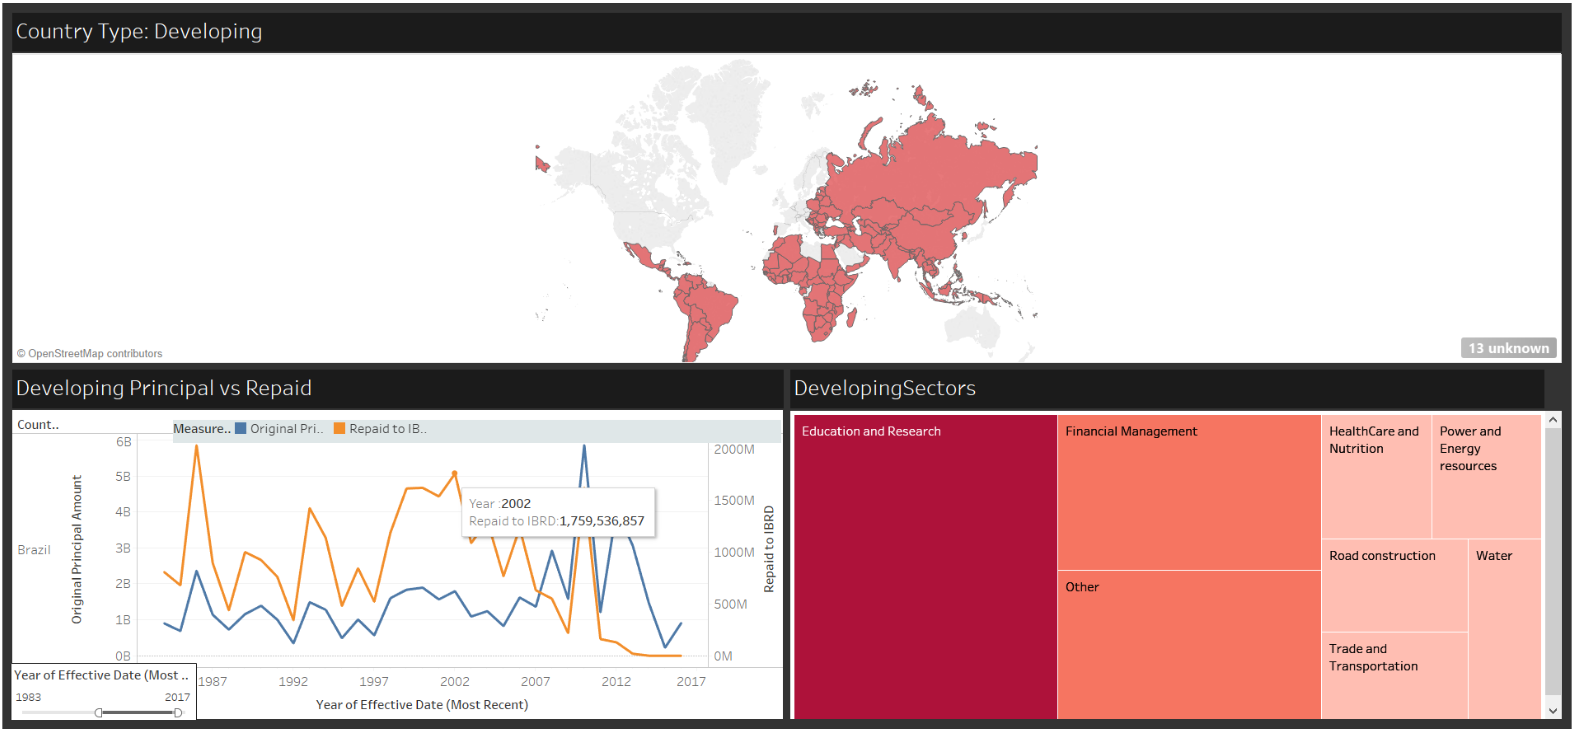 Country Type: Developing
© OpenStreetMap contributors
13 unknown
Developing Principal vs Repaid
Count..
Measure.. Original Pri.. Repaid to IB..
6B
5B
4B
3B
2B
1B
0B
Original Principal Amount
Brazil
Year :2002
Repaid to IBRD:1,759,536,857
2000M
1500M
1000M
500M
0M
Repaid to IBRD
1987 1992 1997 2002 2007 2012 2017
Year of Effective Date (Most Recent)
Year of Effective Date (Most ..
1983 2017
DevelopingSectors
Education and Research
Financial Management
Other
HealthCare and
Nutrition
Power and
Energy
resources
Road construction
Water
Trade and
Transportation